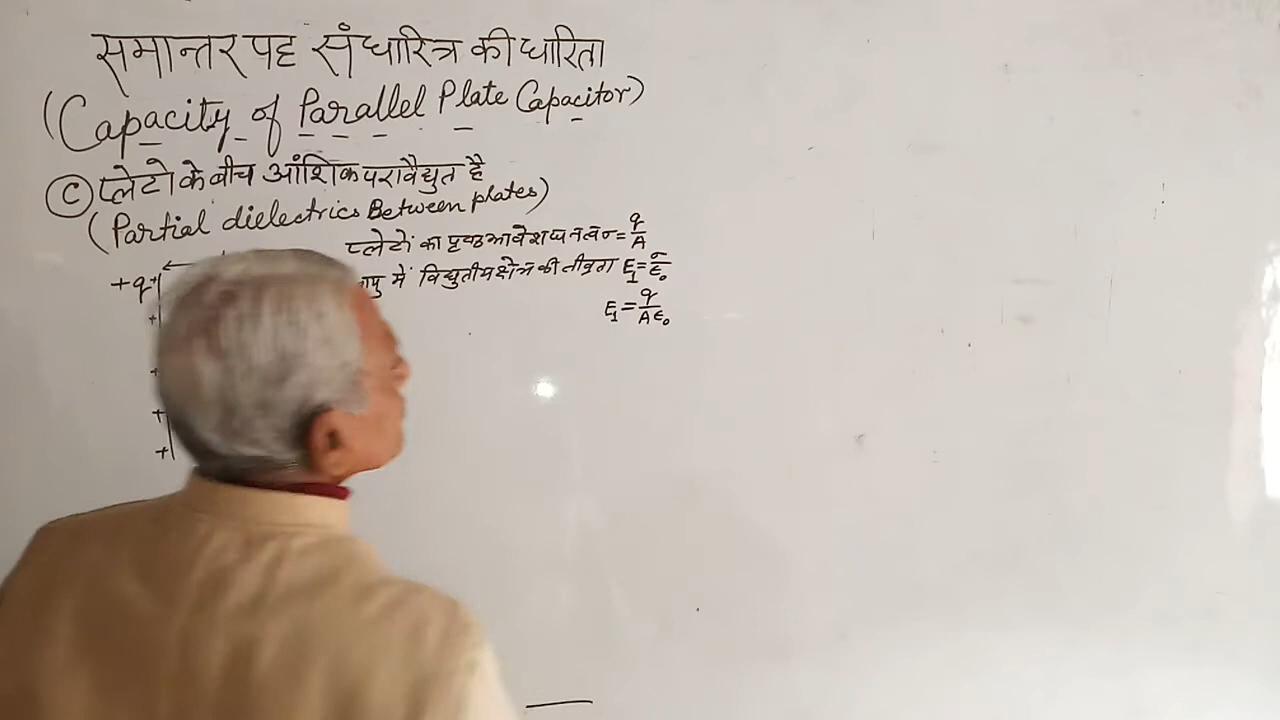 समान्तर पट्ट संधारित्र की धारिता
(Capacity of Parallel Plate Capacitor)
(C) प्लेटो के बीच आंशिक परावैद्युत है
(Partial dielectrics Between plates)
प्लेटों का पृष्ठ आवेश घनत्व = q/A
में विद्युतीय क्षेत्र की तीव्रता E₁ = σ/ε₀
E₁ = q/Aε₀
+q +
+
+
+
+